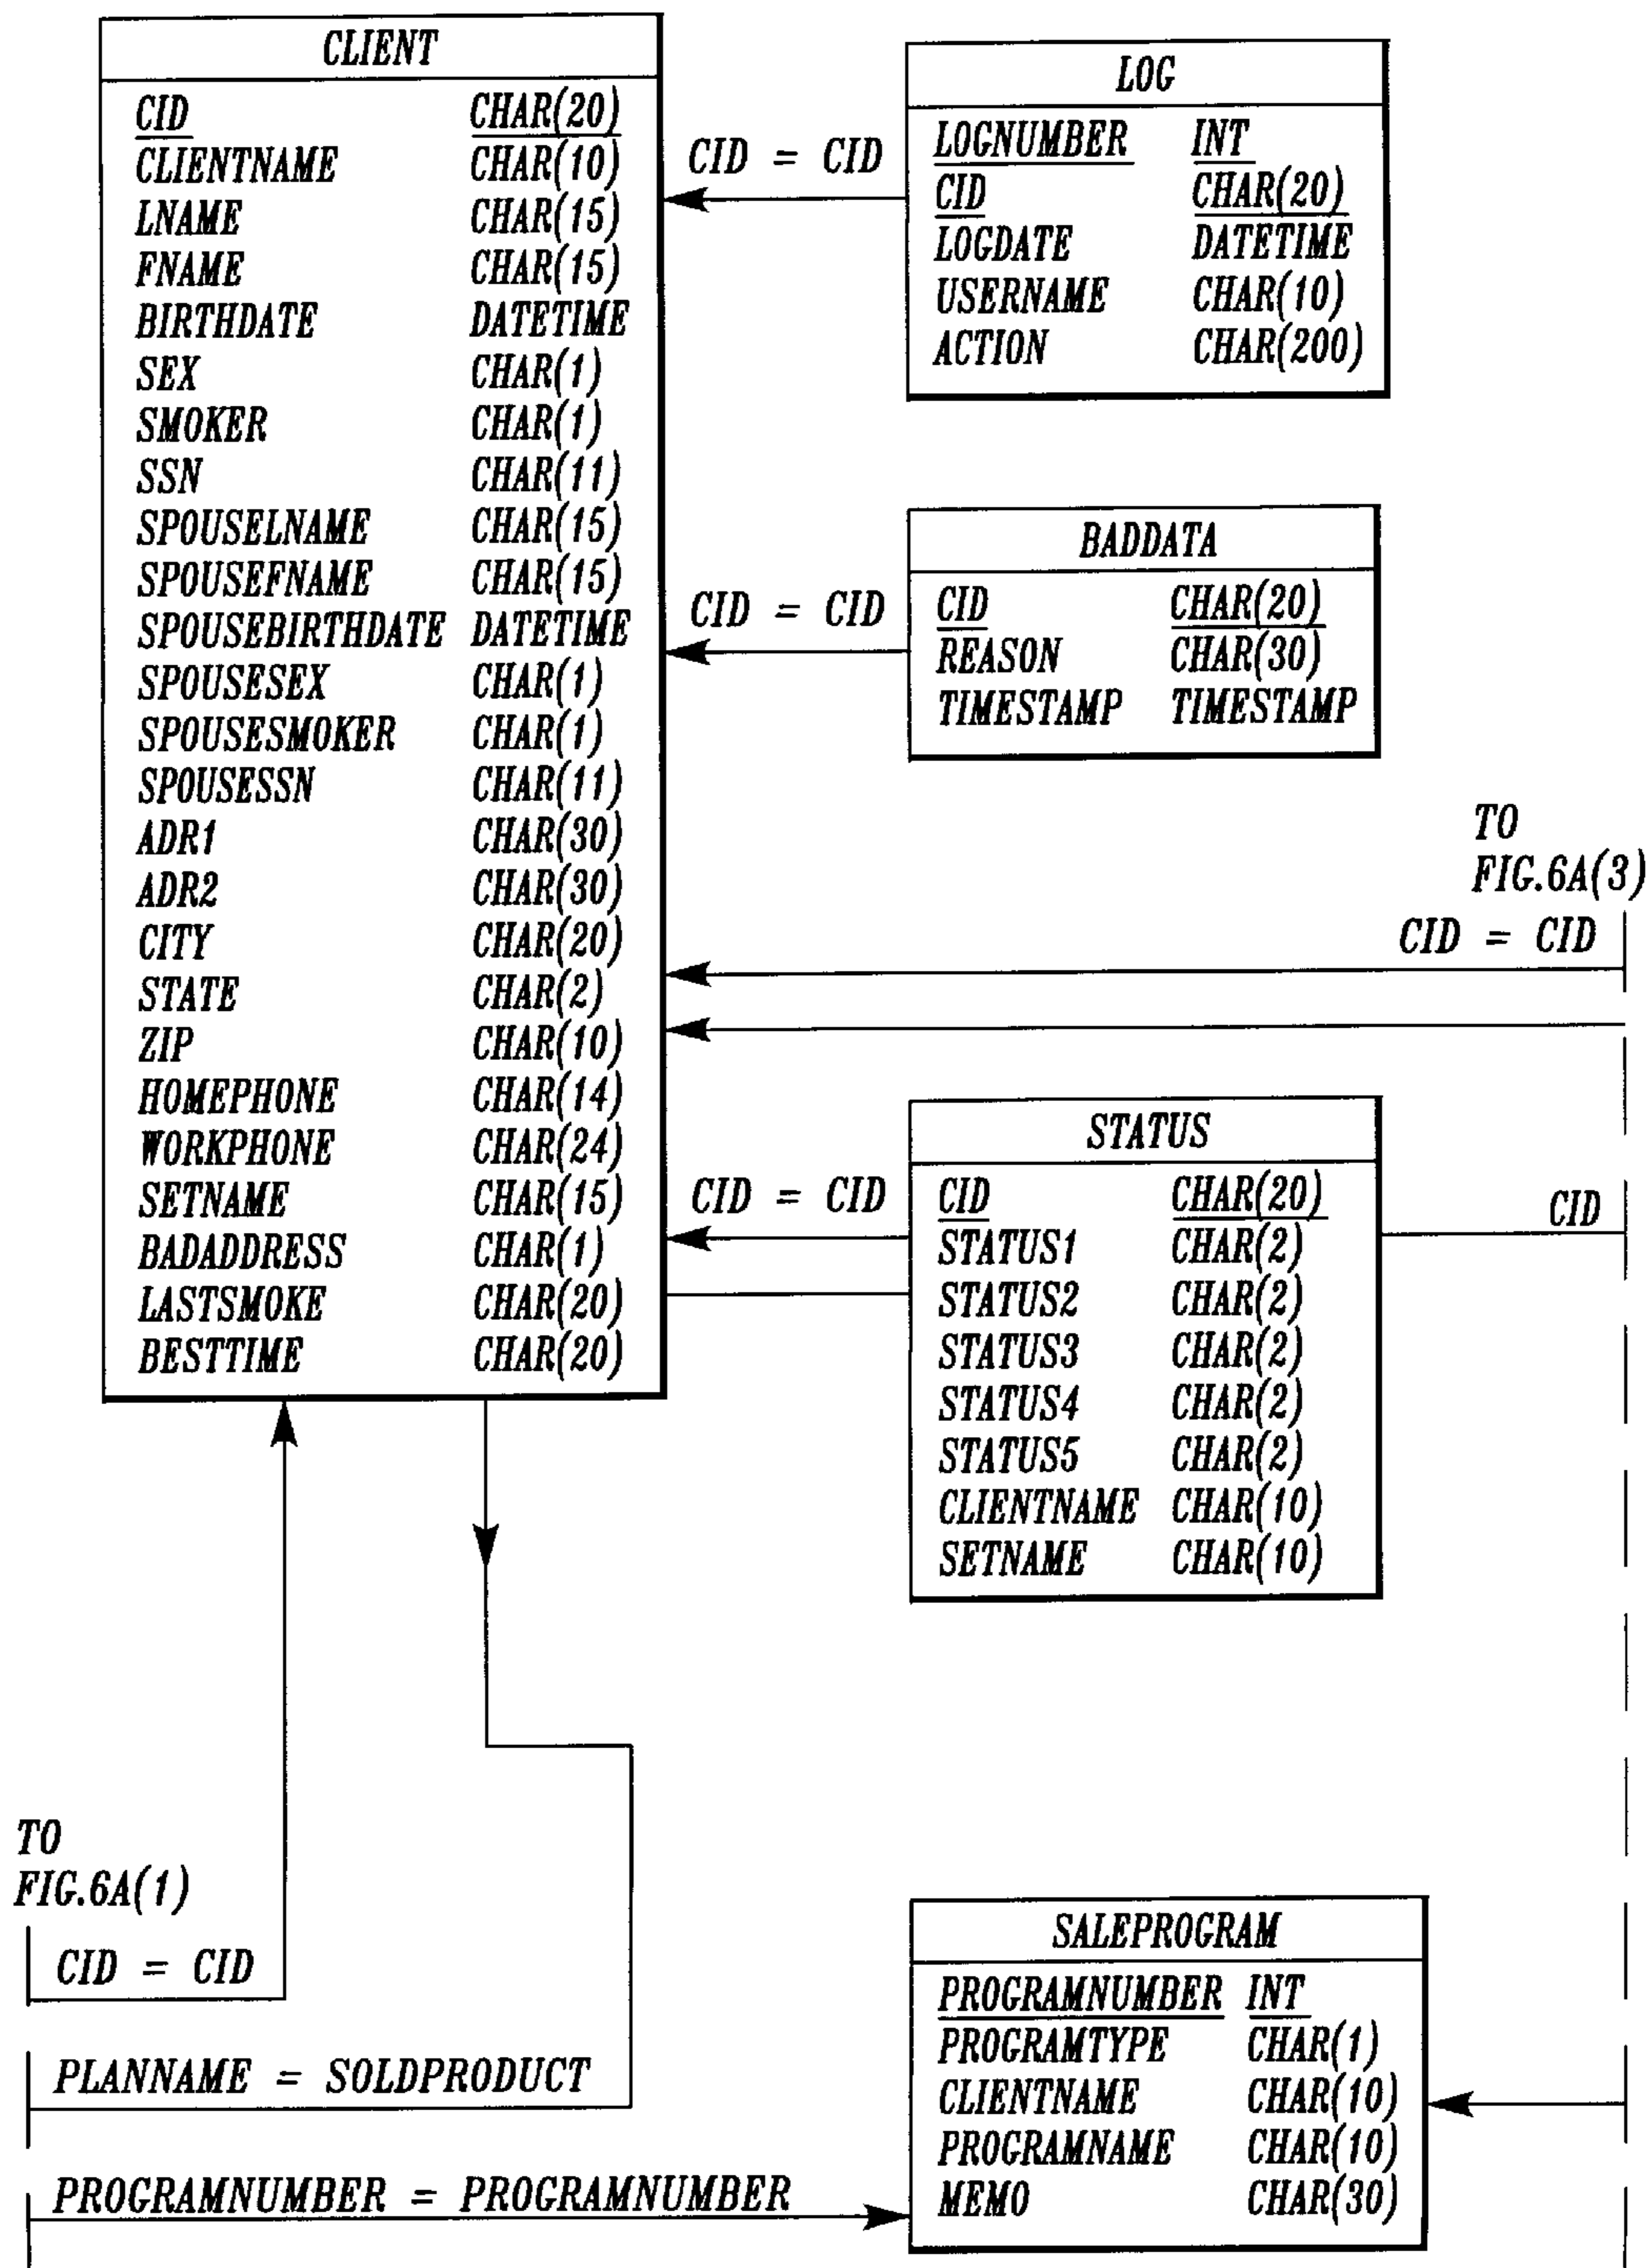 CLIENT
CID CHAR(20)
CLIENTNAME CHAR(10)
LNAME CHAR(15)
FNAME CHAR(15)
BIRTHDATE DATETIME
SEX CHAR(1)
SMOKER CHAR(1)
SSN CHAR(11)
SPOUSELNAME CHAR(15)
SPOUSEFNAME CHAR(15)
SPOUSEBIRTHDATE DATETIME
SPOUSESEX CHAR(1)
SPOUSESMOKER CHAR(1)
SPOUSESSN CHAR(11)
ADR1 CHAR(30)
ADR2 CHAR(30)
CITY CHAR(20)
STATE CHAR(2)
ZIP CHAR(10)
HOMEPHONE CHAR(14)
WORKPHONE CHAR(24)
SETNAME CHAR(15)
BADADDRESS CHAR(1)
LASTSMOKE CHAR(20)
BESTTIME CHAR(20)
CID = CID
LOG
LOGNUMBER INT
CID CHAR(20)
LOGDATE DATETIME
USERNAME CHAR(10)
ACTION CHAR(200)
CID = CID
BADDATA
CID CHAR(20)
REASON CHAR(30)
TIMESTAMP TIMESTAMP
TO
FIG.6A(3)
CID = CID
CID = CID
STATUS
CID CHAR(20)
STATUS1 CHAR(2)
STATUS2 CHAR(2)
STATUS3 CHAR(2)
STATUS4 CHAR(2)
STATUS5 CHAR(2)
CLIENTNAME CHAR(10)
SETNAME CHAR(10)
CID
TO
FIG.6A(1)
CID = CID
PLANNAME = SOLDPRODUCT
PROGRAMNUMBER = PROGRAMNUMBER
SALEPROGRAM
PROGRAMNUMBER INT
PROGRAMTYPE CHAR(1)
CLIENTNAME CHAR(10)
PROGRAMNAME CHAR(10)
MEMO CHAR(30)